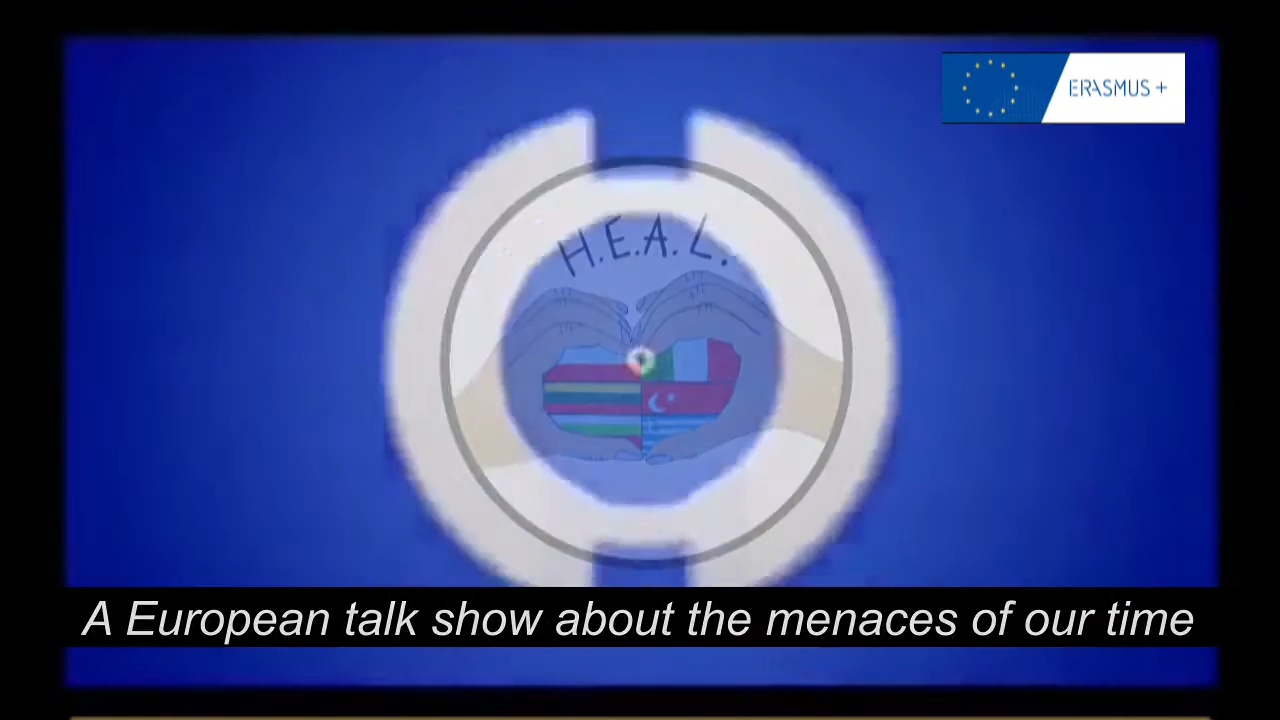 ERASMUS +
H.E.A.L.
A European talk show about the menaces of our time